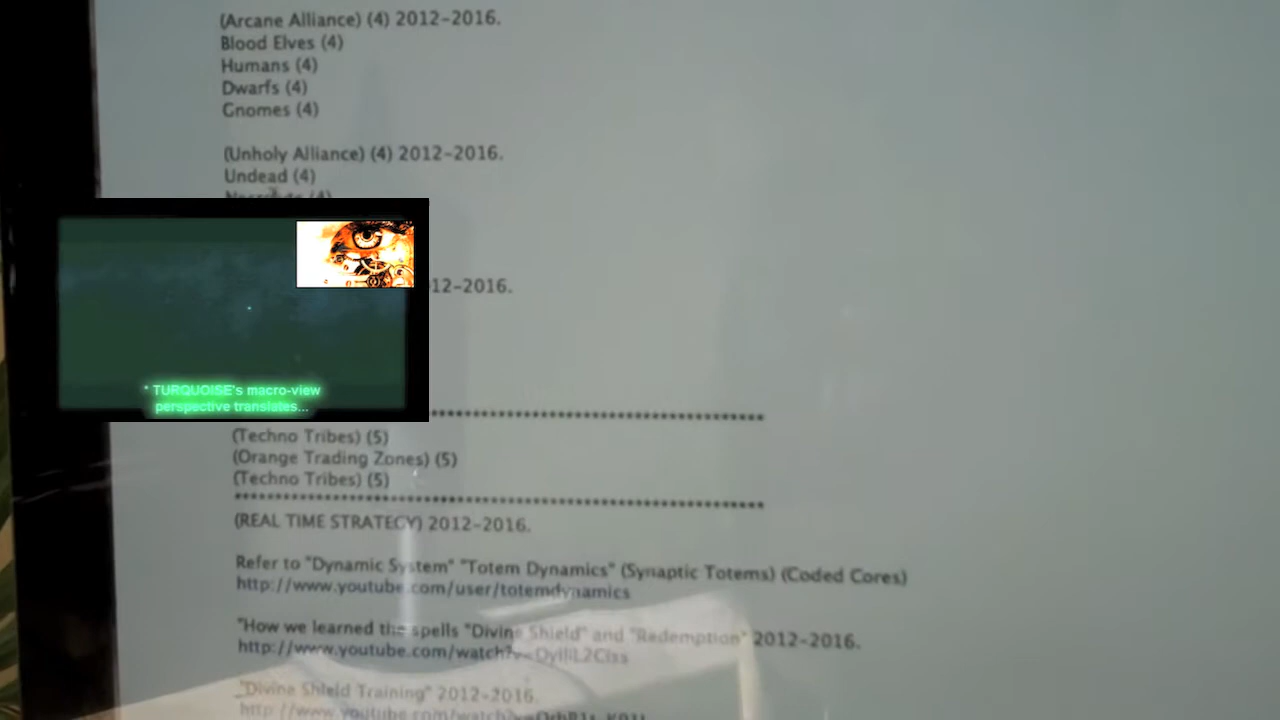 (Arcane Alliance) (4) 2012-2016.
Blood Elves (4)
Humans (4)
Dwarfs (4)
Gnomes (4)
(Unholy Alliance) (4) 2012-2016.
Undead (4)
(4)
12-2016.
* TURQUOISE's macro-view
perspective translates...
(Techno Tribes) (5)
(Orange Trading Zones) (5)
(Techno Tribes) (5)
(REAL TIME STRATEGY) 2012-2016.
Refer to "Dynamic System" "Totem Dynamics" (Synaptic Totems) (Coded Cores)
http://www.youtube.com/user/totemdynamics
"How we learned the spells "Divine Shield" and "Redemption" 2012-2016.
"Divine Shield Training" 2012-2016.